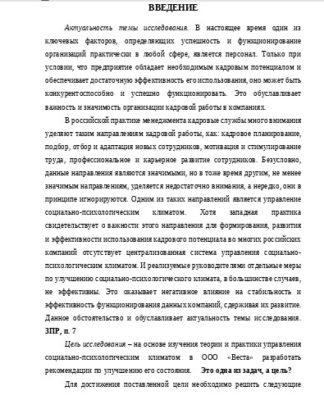 ВВЕДЕНИЕ
Актуальность темы исследования. В настоящее время один из
ключевых факторов, определяющих успешность и функционирование
организаций практически в любой сфере, является персонал. Только при
условии, что предприятие обладает необходимым кадровым потенциалом и
обеспечивает достаточную эффективность его использования, оно может быть
конкурентоспособно и успешно функционировать. Это обуславливает
важность и значимость организации кадровой работы в компаниях.
В российской практике менеджмента кадровые службы много внимания
уделяют таким направлениям кадровой работы, как: кадровое планирование,
подбор, отбор и адаптация новых сотрудников, мотивация и стимулирование
труда, профессиональное и карьерное развитие сотрудников. Безусловно,
данные направления являются значимыми, но в тоже время другим, не менее
значимым направлениям, уделяется недостаточно внимания, а нередко, они в
принципе игнорируются. Одним из таких направлений является управление
социально-психологическим климатом. Хотя западная практика
свидетельствует о важности этого направления для формирования, развития
и эффективности использования кадрового потенциала во многих российских
компаний отсутствует централизованная система управления социально-
психологическим климатом. И реализуемые руководителями отдельные меры
по улучшению социально-психологического климата, в большинстве случаев,
не эффективны. Это оказывает негативное влияние на стабильность и
эффективность функционирования данных компаний, сдерживая их развитие.
Данное обстоятельство и обуславливает актуальность темы исследования.
ЗПР, п. 7
Цель исследования – на основе изучения теории и практики управления
социально-психологическим климатом в ООО «Веста» разработать
рекомендации по улучшению его состояния. Это одна из задач, а цель?
Для достижения поставленной цели необходимо решить следующие